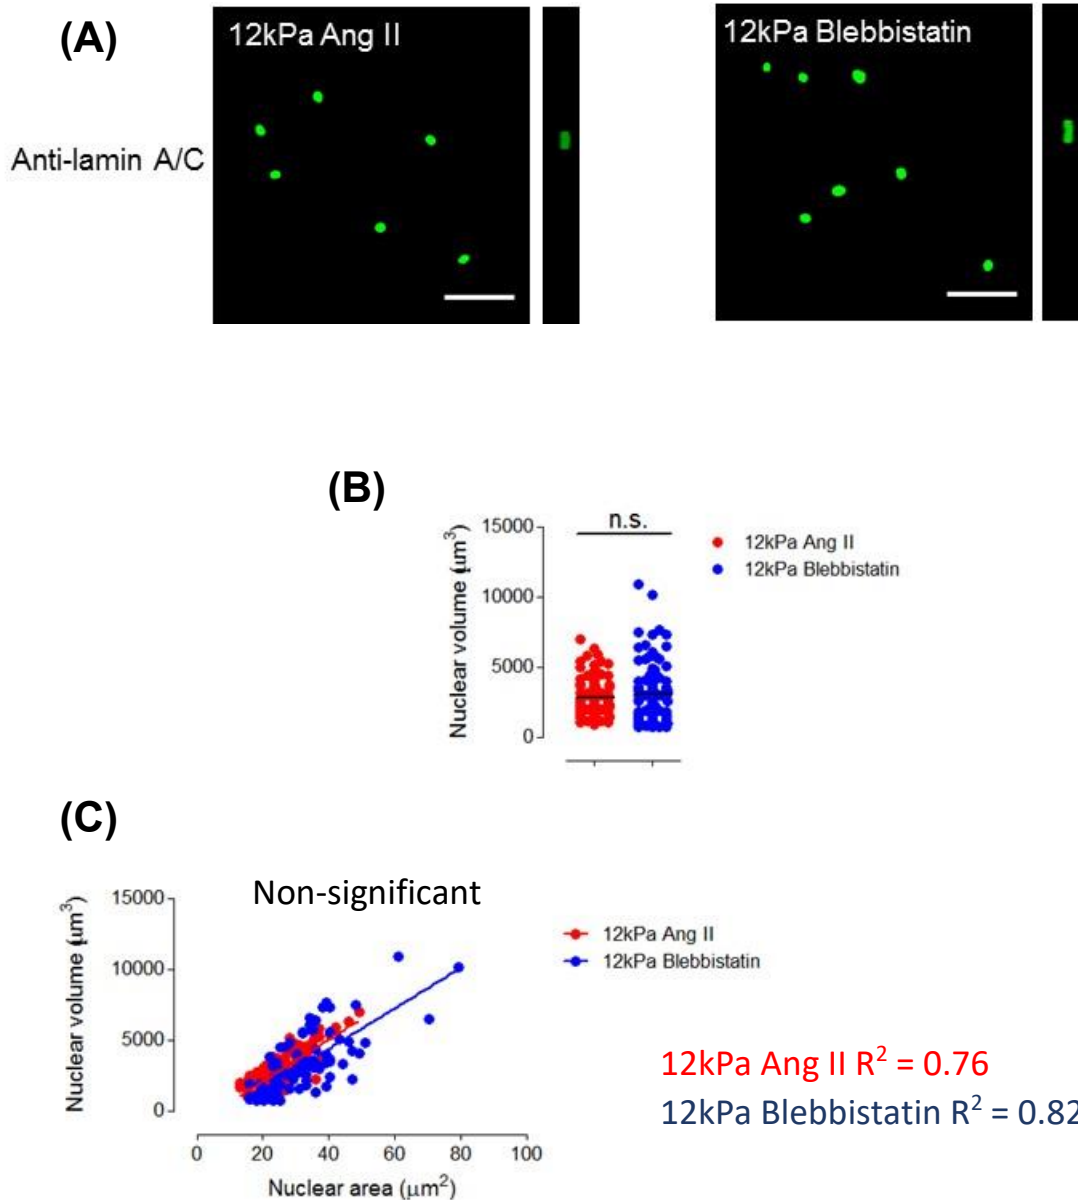 (A)
12kPa Ang II
12kPa Blebbistatin
Anti-lamin A/C
(B)
Nuclear volume (μm³)
15000
10000
5000
0
n.s.
12kPa Ang II
12kPa Blebbistatin
(C)
Nuclear volume (μm³)
15000
10000
5000
0
Non-significant
12kPa Ang II
12kPa Blebbistatin
0 20 40 60 80 100
Nuclear area (μm²)
12kPa Ang II R² = 0.76
12kPa Blebbistatin R² = 0.82